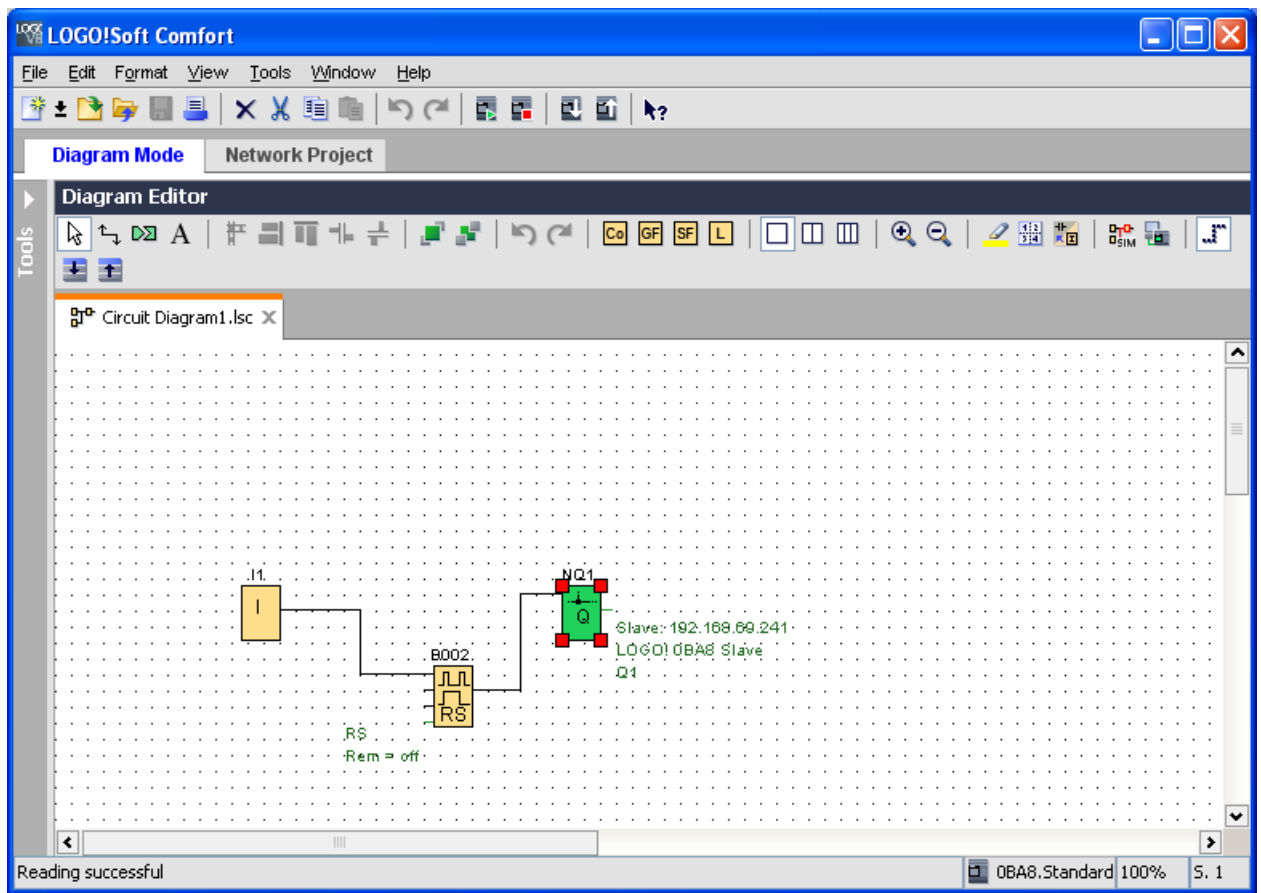 LOGO!Soft Comfort
File Edit Format View Tools Window Help
Diagram Mode Network Project
Tools
Diagram Editor
A Co GF SF L SIM
Circuit Diagram1.lsc
I1
I
NQ1
Q
Slave: 192.169.69.241
LOGO! 0BA8 Slave
Q1
B002
RS
RS
Rem = off
Reading successful 0BA8.Standard 100% S. 1